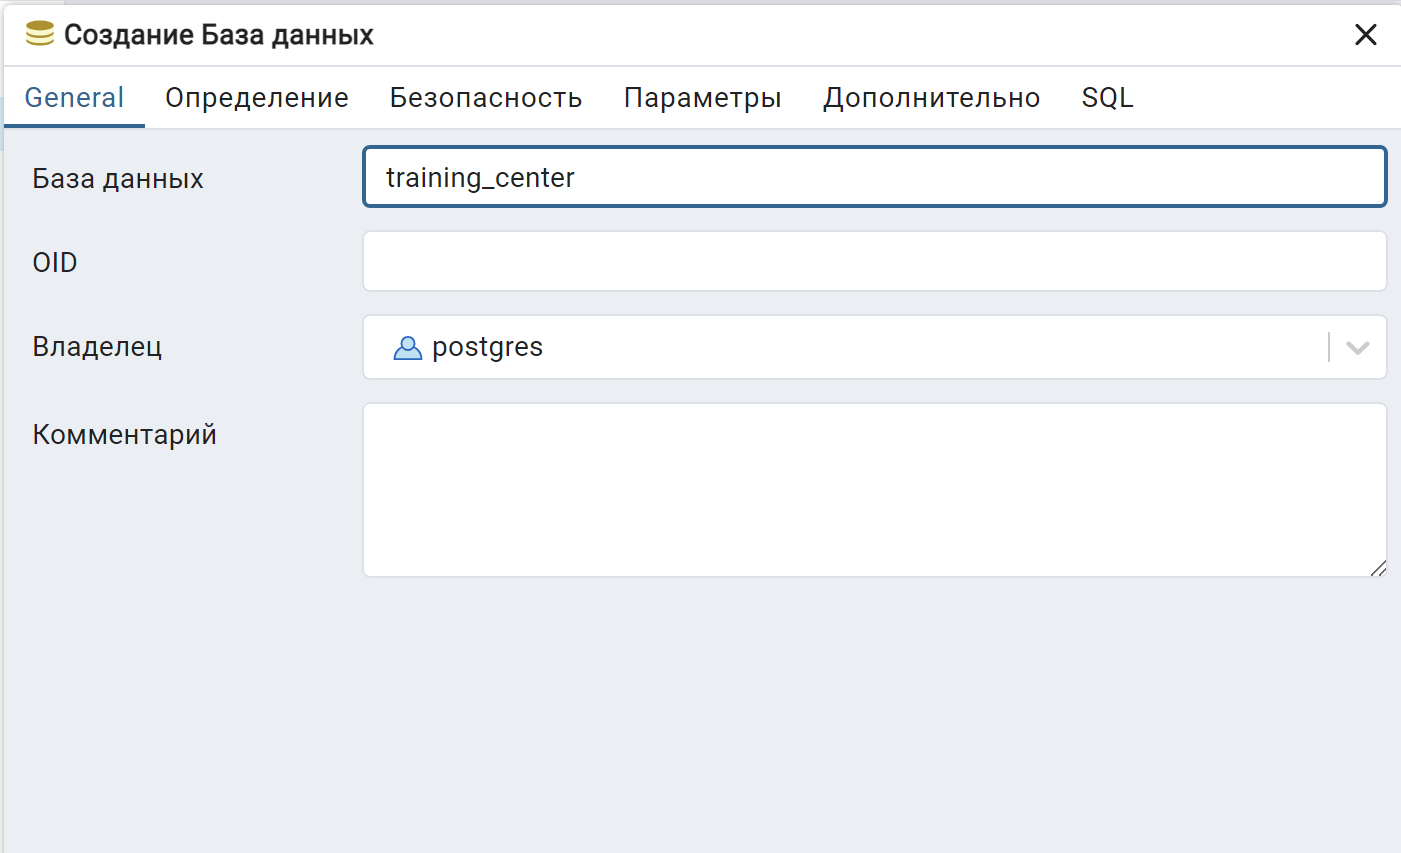 Создание База данных
General Определение Безопасность Параметры Дополнительно SQL
База данных training_center
OID
Владелец postgres
Комментарий